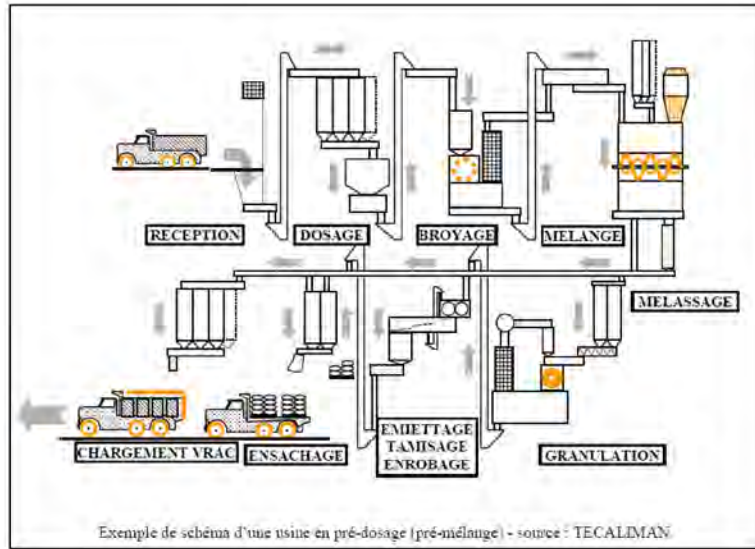 RECEPTION
DOSAGE
BROYAGE
MELANGE
MELASSAGE
CHARGEMENT VRAC
ENSACHAGE
EMIETTAGE
TAMISAGE
ENROBAGE
GRANULATION
Exemple de schéma d'une usine en pré-dosage (pré-mélange) - source : TECALIMAN.